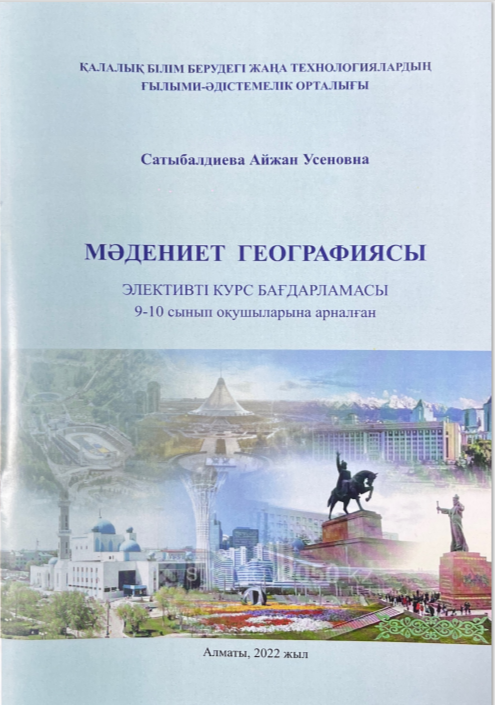 ҚАЛАЛЫҚ БІЛІМ БЕРУДЕГІ ЖАҢА ТЕХНОЛОГИЯЛАРДЫҢ
ҒЫЛЫМИ-ӘДІСТЕМЕЛІК ОРТАЛЫҒЫ
Сатыбалдиева Айжан Усеновна
МӘДЕНИЕТ ГЕОГРАФИЯСЫ
ЭЛЕКТИВТІ КУРС БАҒДАРЛАМАСЫ
9-10 сынып оқушыларына арналған
Алматы, 2022 жыл